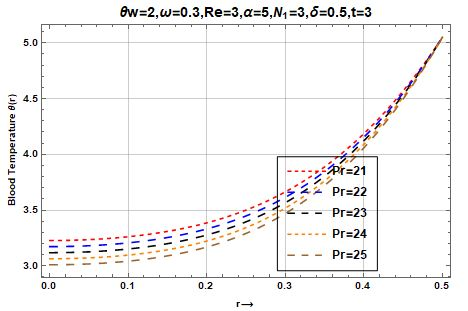 θw=2,ω=0.3,Re=3,α=5,N₁=3,δ=0.5,t=3
Blood Temperature θ(r)
5.0
4.5
4.0
3.5
3.0
Pr=21
Pr=22
Pr=23
Pr=24
Pr=25
0.0 0.1 0.2 0.3 0.4 0.5
r→